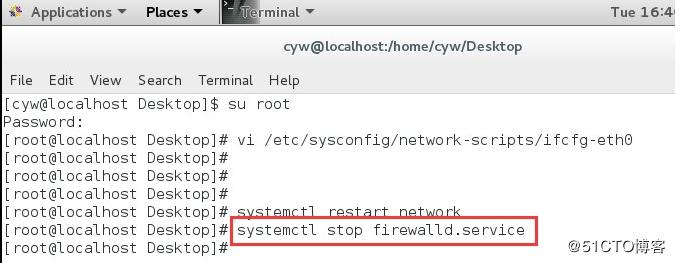 Applications Places Terminal Tue 16:4
cyw@localhost:/home/cyw/Desktop
File Edit View Search Terminal Help
[cyw@localhost Desktop]$ su root
Password:
[root@localhost Desktop]# vi /etc/sysconfig/network-scripts/ifcfg-eth0
[root@localhost Desktop]#
[root@localhost Desktop]#
[root@localhost Desktop]#
[root@localhost Desktop]# systemctl restart network
[root@localhost Desktop]# systemctl stop firewalld.service
[root@localhost Desktop]#
@51CTO博客